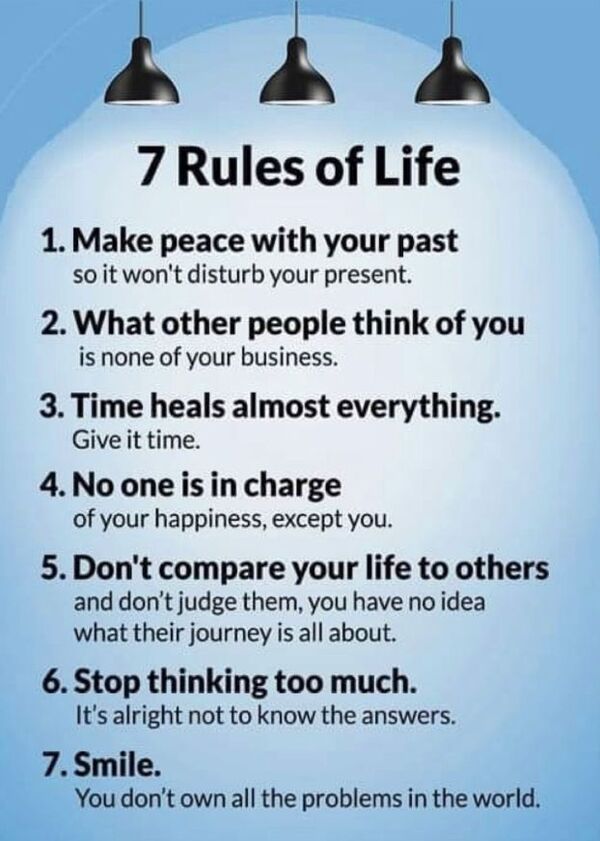 7 Rules of Life
1. Make peace with your past
so it won't disturb your present.
2. What other people think of you
is none of your business.
3. Time heals almost everything.
Give it time.
4. No one is in charge
of your happiness, except you.
5. Don't compare your life to others
and don't judge them, you have no idea
what their journey is all about.
6. Stop thinking too much.
It's alright not to know the answers.
7. Smile.
You don't own all the problems in the world.